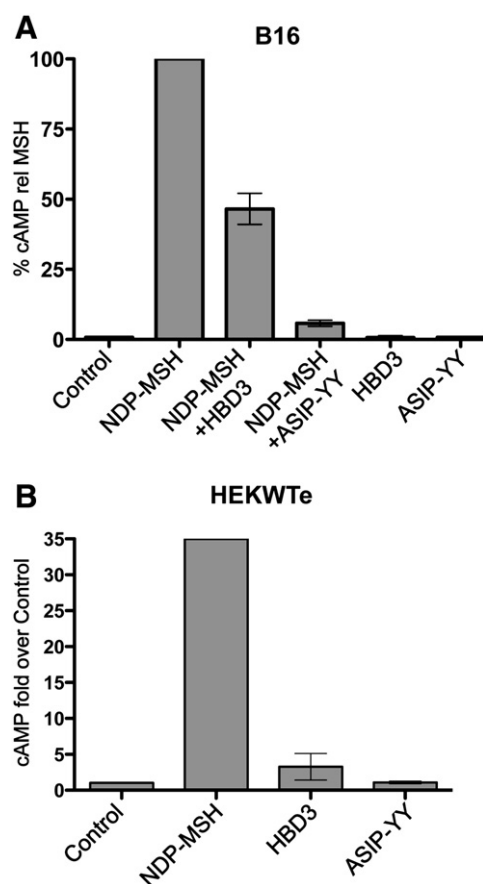 A
B16
% cAMP rel MSH
100
75
50
25
0
Control
NDP-MSH
NDP-MSH
+HBD3
NDP-MSH
+ASIP-YY
HBD3
ASIP-YY
B
HEKWTe
cAMP fold over Control
35
30
25
20
15
10
5
0
Control
NDP-MSH
HBD3
ASIP-YY